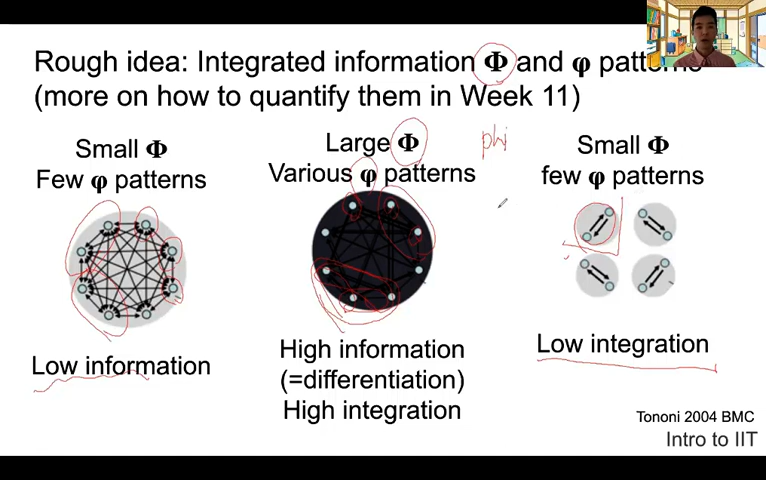 Rough idea: Integrated information Φ and φ patterns
(more on how to quantify them in Week 11)
Small Φ
Few φ patterns
Low information
Large Φ
Various φ patterns
phi
High information
(=differentiation)
High integration
Small Φ
few φ patterns
Low integration
Tononi 2004 BMC
Intro to IIT